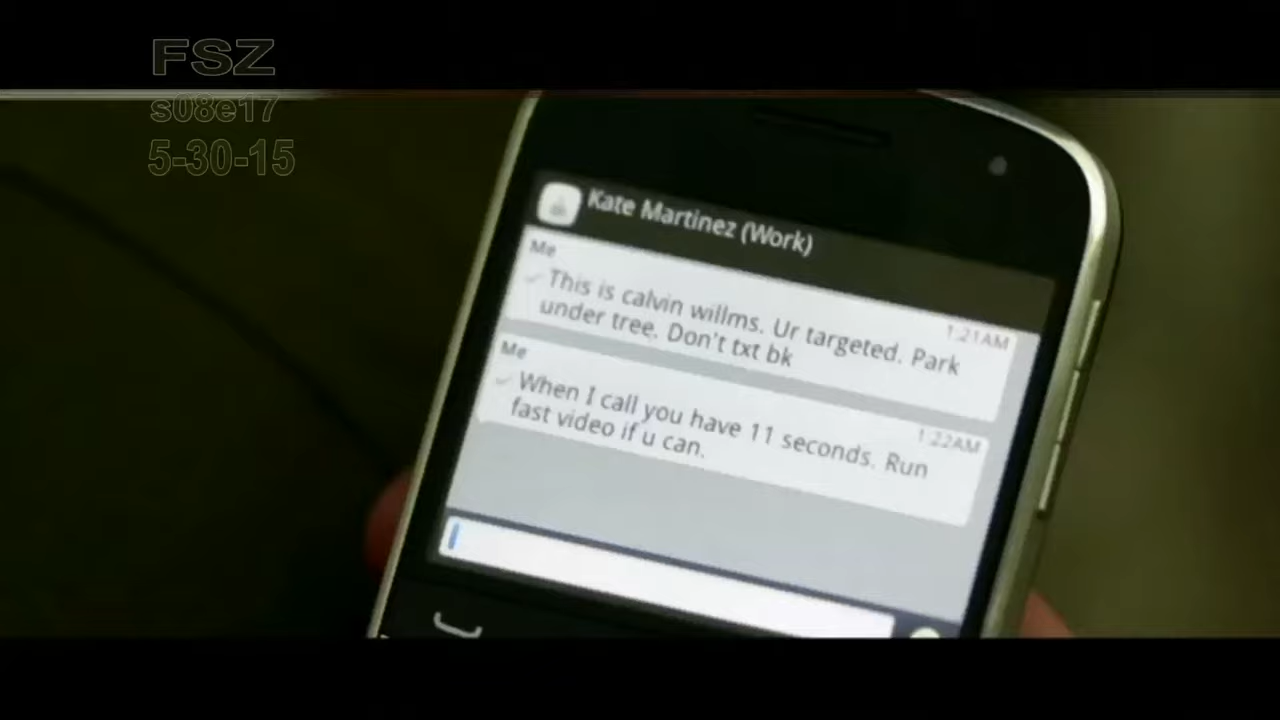 FSZ
s08e17
5-30-15
Kate Martinez (Work)
Me
1:21AM
This is calvin willms. Ur targeted. Park
under tree. Don't txt bk
Me
1:22AM
When I call you have 11 seconds. Run
fast video if u can.